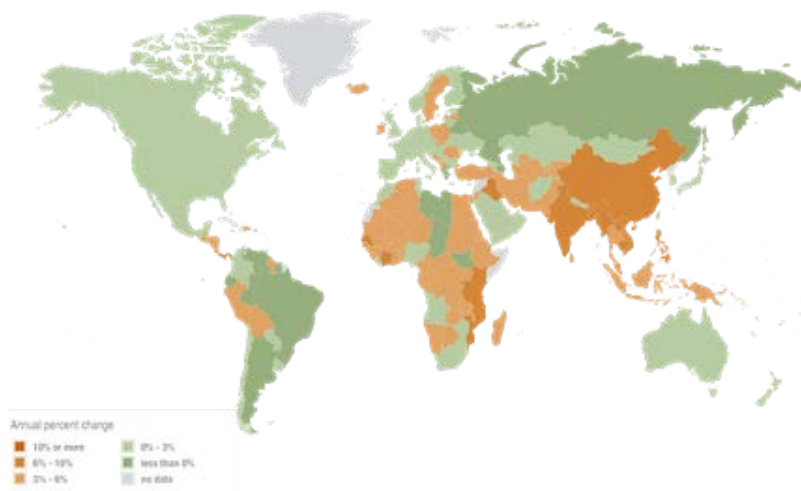 Annual percent change
10% or more
6% - 10%
3% - 6%
0% - 3%
less than 0%
no data